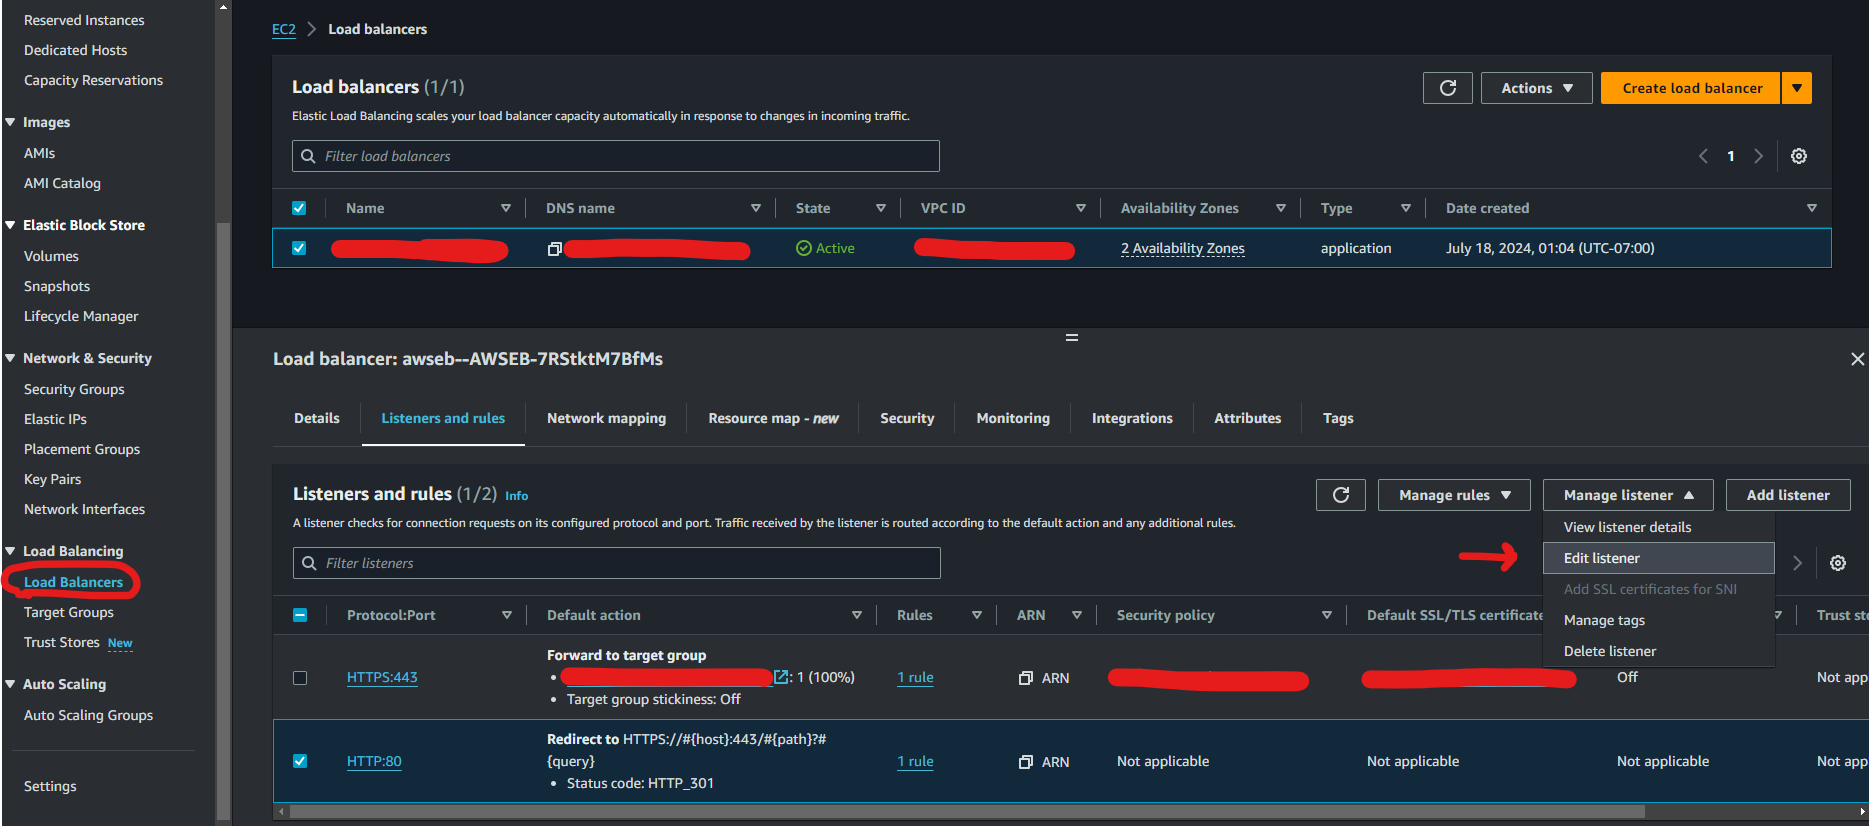 Reserved Instances
Dedicated Hosts
Capacity Reservations
Images
AMIs
AMI Catalog
Elastic Block Store
Volumes
Snapshots
Lifecycle Manager
Network & Security
Security Groups
Elastic IPs
Placement Groups
Key Pairs
Network Interfaces
Load Balancing
Load Balancers
Target Groups
Trust Stores New
Auto Scaling
Auto Scaling Groups
Settings
EC2 Load balancers
Load balancers (1/1)
Actions
Create load balancer
Elastic Load Balancing scales your load balancer capacity automatically in response to changes in incoming traffic.
Filter load balancers
1
Name DNS name State VPC ID Availability Zones Type Date created
Active 2 Availability Zones application July 18, 2024, 01:04 (UTC-07:00)
Load balancer: awseb--AWSEB-7RStktM7BfMs
Details Listeners and rules Network mapping Resource map - new Security Monitoring Integrations Attributes Tags
Listeners and rules (1/2) Info
Manage rules Manage listener Add listener
A listener checks for connection requests on its configured protocol and port. Traffic received by the listener is routed according to the default action and any additional rules.
View listener details
Edit listener
Add SSL certificates for SNI
Manage tags
Delete listener
Filter listeners
Protocol:Port Default action Rules ARN Security policy Default SSL/TLS certificate Trust sto
Forward to target group
HTTPS:443 • : 1 (100%) 1 rule ARN Off Not app
• Target group stickiness: Off
Redirect to HTTPS://#{host}:443/#{path}?#
HTTP:80 {query} 1 rule ARN Not applicable Not applicable Not applicable Not app
• Status code: HTTP_301